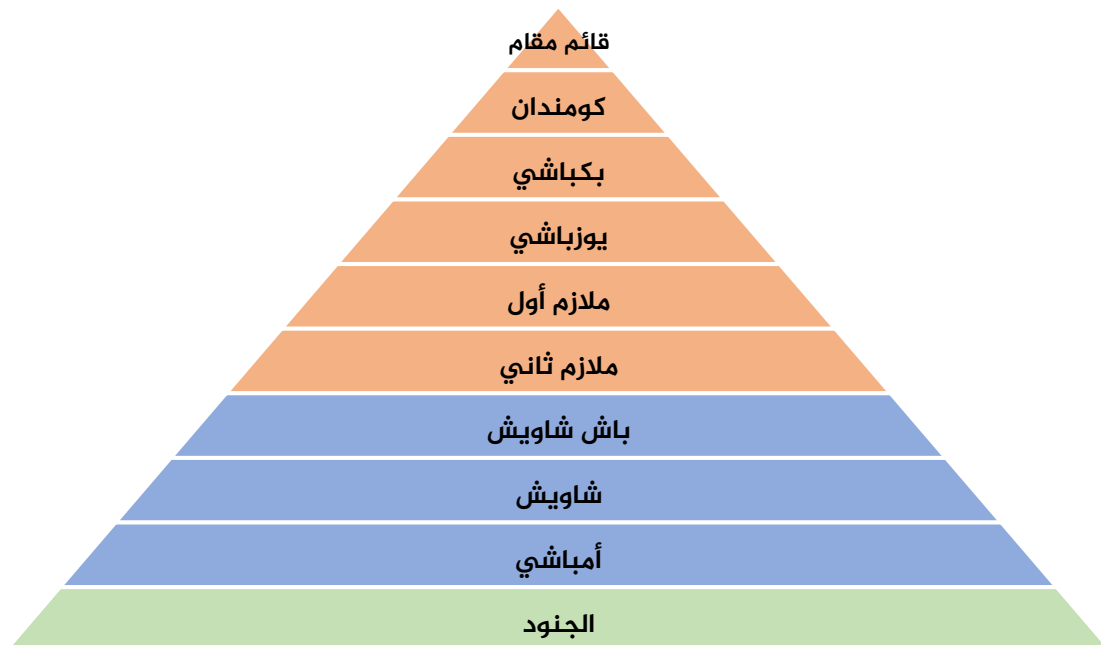 قائم مقام
كومندان
بكباشي
يوزباشي
ملازم أول
ملازم ثاني
باش شاويش
شاويش
أمباشي
الجنود